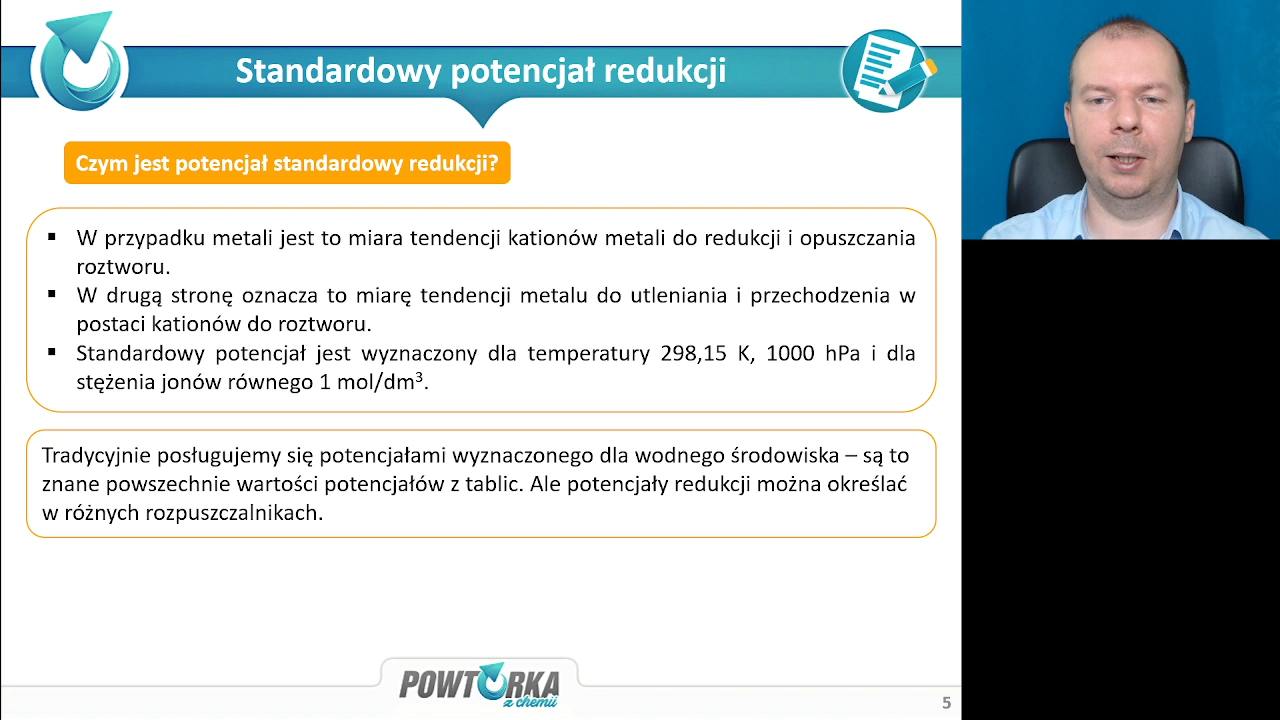 Standardowy potencjał redukcji
Czym jest potencjał standardowy redukcji?
▪ W przypadku metali jest to miara tendencji kationów metali do redukcji i opuszczania
roztworu.
▪ W drugą stronę oznacza to miarę tendencji metalu do utleniania i przechodzenia w
postaci kationów do roztworu.
▪ Standardowy potencjał jest wyznaczony dla temperatury 298,15 K, 1000 hPa i dla
stężenia jonów równego 1 mol/dm³.
Tradycyjnie posługujemy się potencjałami wyznaczonego dla wodnego środowiska – są to
znane powszechnie wartości potencjałów z tablic. Ale potencjały redukcji można określać
w różnych rozpuszczalnikach.
POWTÓRKA
z chemii
5